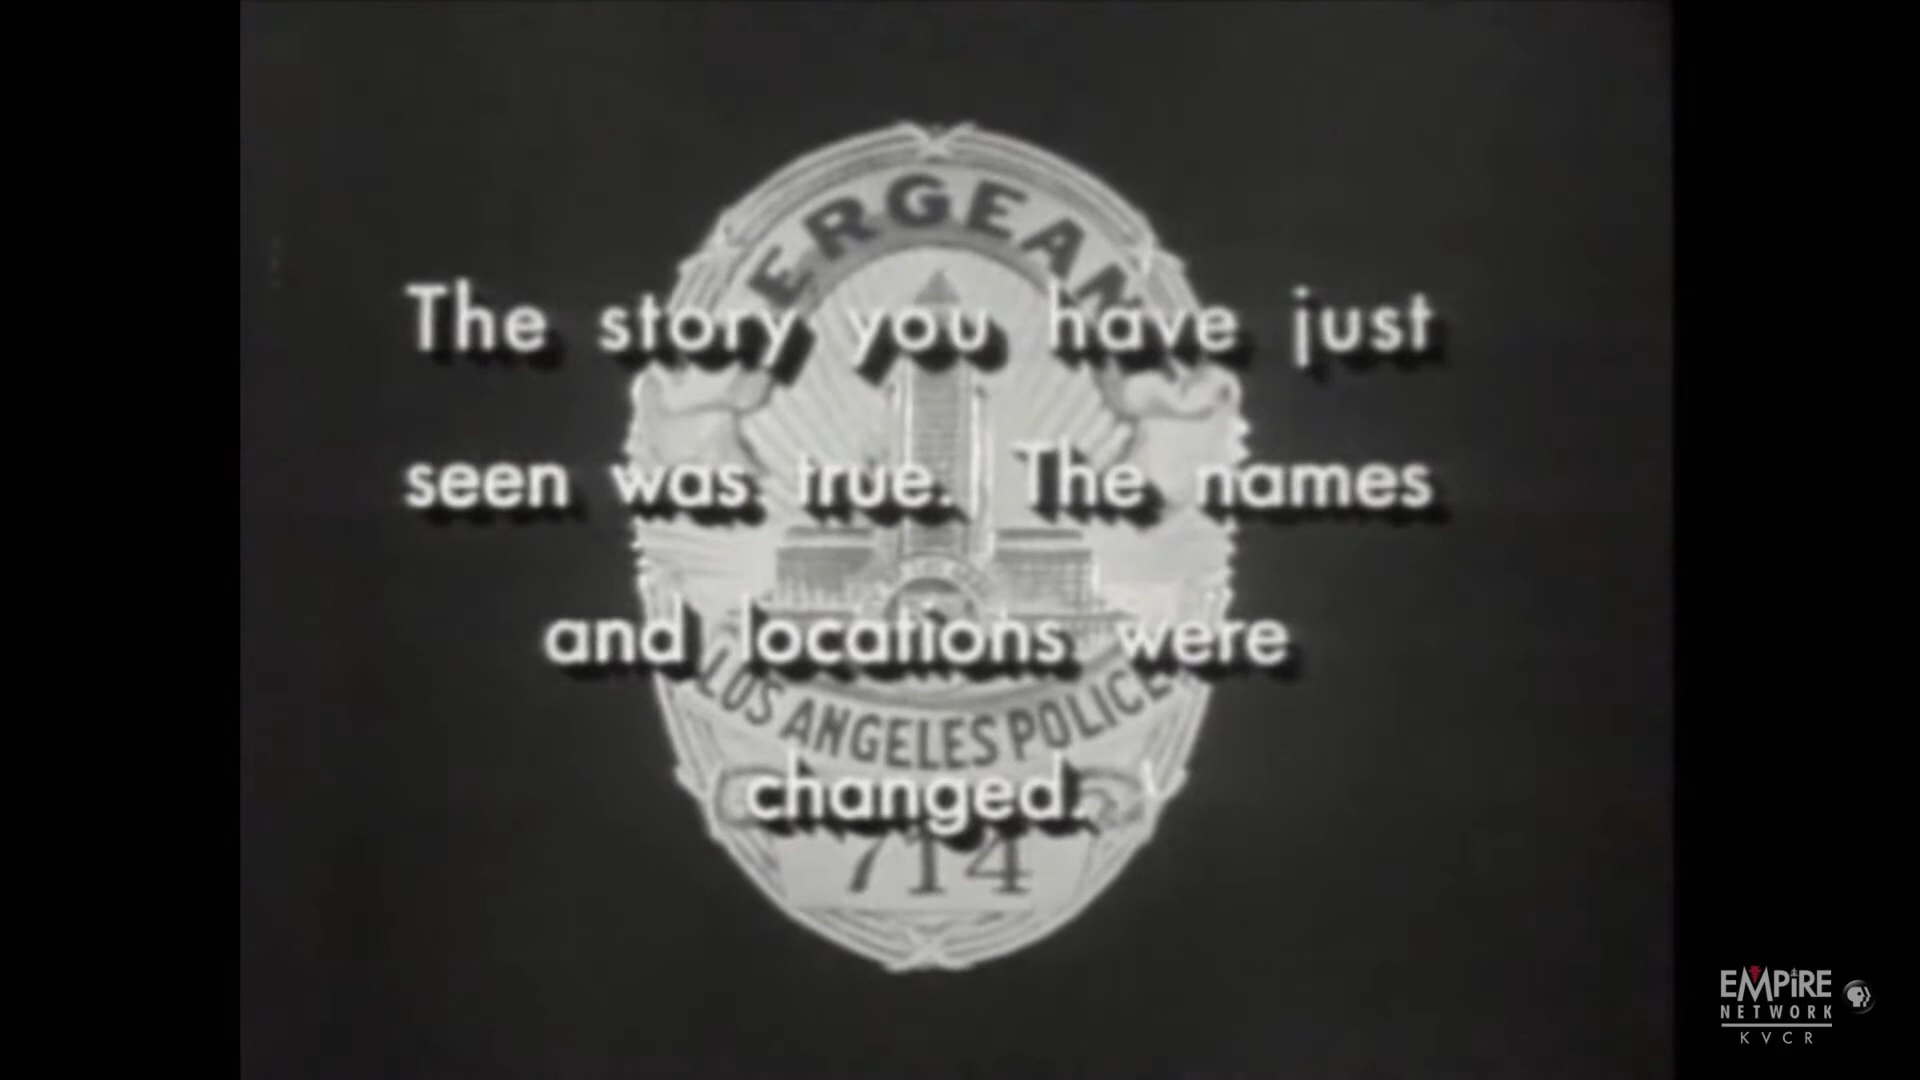 ERGEAN
The story you have just
seen was true. The names
and locations were
LOS ANGELES POLICE
changed.
714
EMPiRE
NETWORK
KVCR